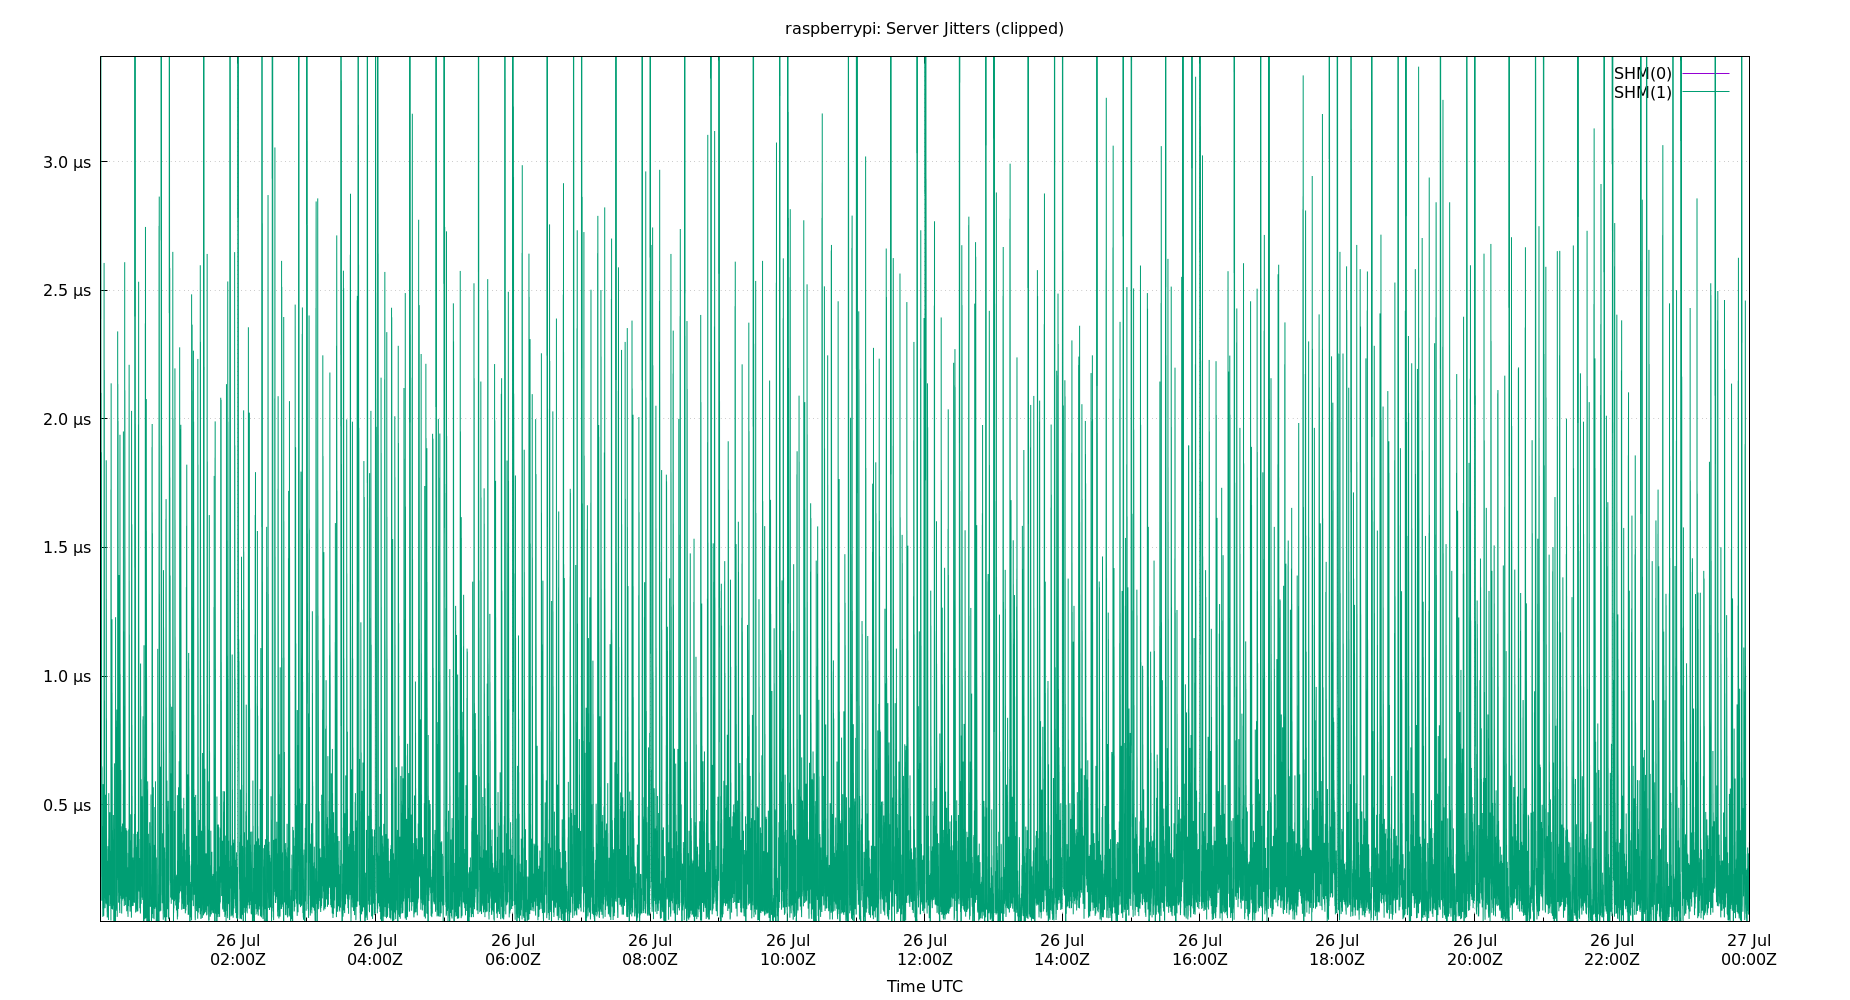 raspberrypi: Server Jitters (clipped)
SHM(0)
SHM(1)
3.0 µs
2.5 µs
2.0 µs
1.5 µs
1.0 µs
0.5 µs
26 Jul 26 Jul 26 Jul 26 Jul 26 Jul 26 Jul 26 Jul 26 Jul 26 Jul 26 Jul 26 Jul 27 Jul
02:00Z 04:00Z 06:00Z 08:00Z 10:00Z 12:00Z 14:00Z 16:00Z 18:00Z 20:00Z 22:00Z 00:00Z
Time UTC